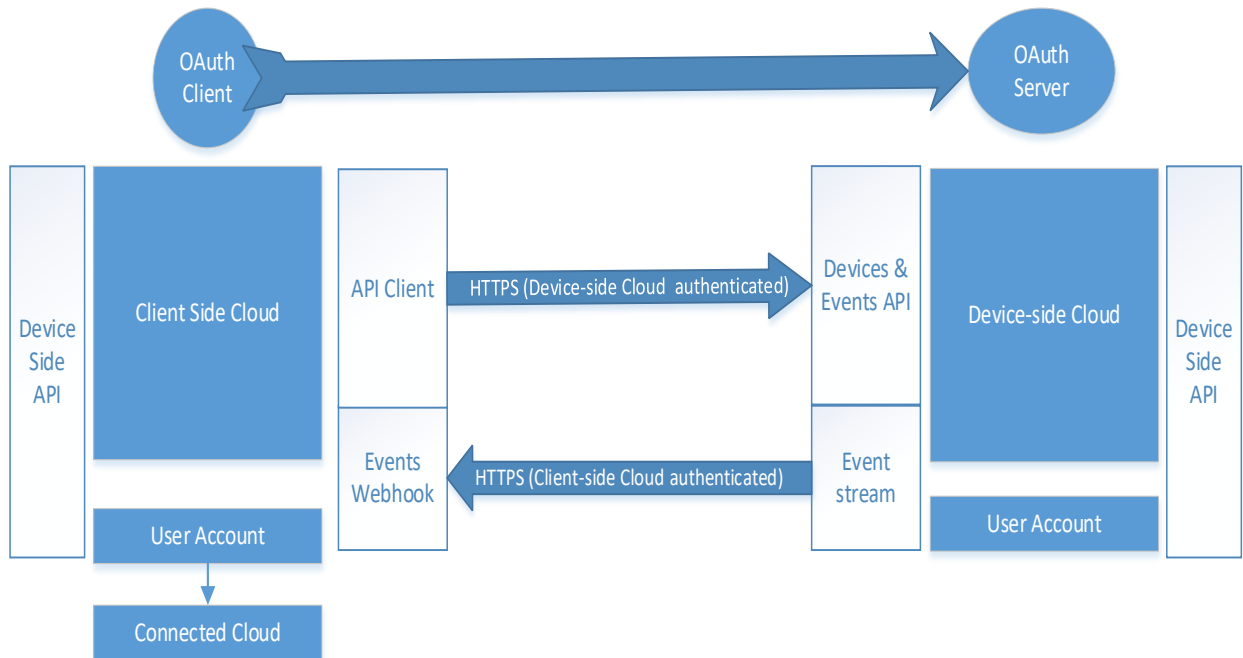 OAuth
Client
OAuth
Server
Device
Side
API
Client Side Cloud
API Client
HTTPS (Device-side Cloud authenticated)
Devices &
Events API
Device-side Cloud
Device
Side
API
Events
Webhook
HTTPS (Client-side Cloud authenticated)
Event
stream
User Account
User Account
Connected Cloud